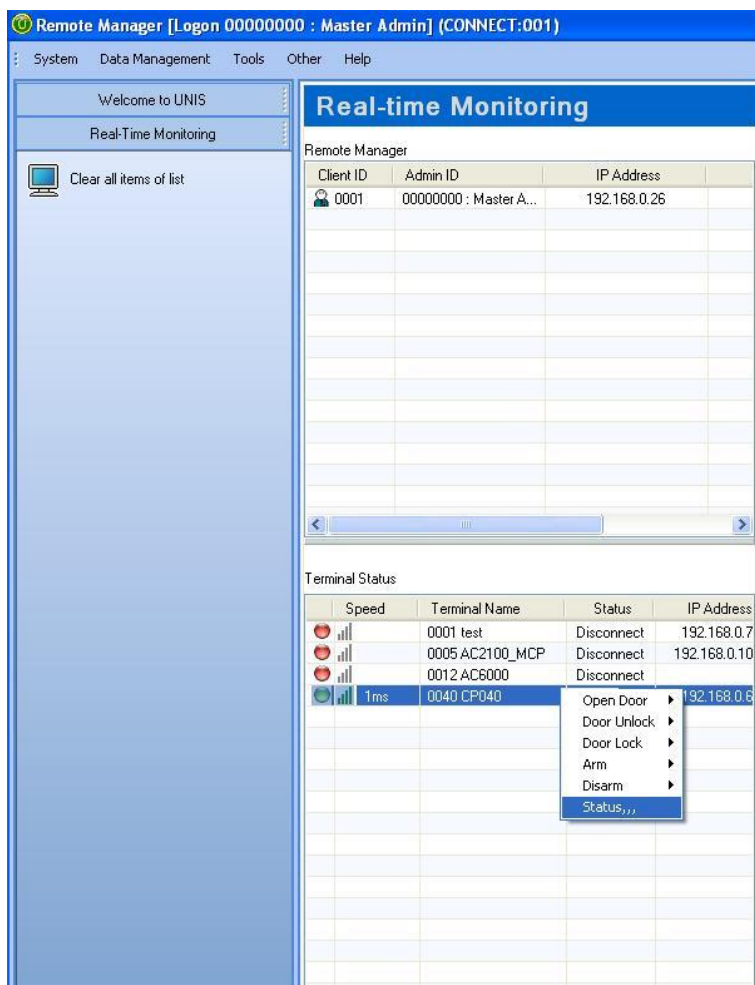 Remote Manager [Logon 00000000 : Master Admin] (CONNECT:001)
System Data Management Tools Other Help
Welcome to UNIS
Real-Time Monitoring
Clear all items of list
Real-time Monitoring
Remote Manager
Client ID Admin ID IP Address
0001 00000000 : Master A... 192.168.0.26
Terminal Status
Speed Terminal Name Status IP Address
0001 test Disconnect 192.168.0.7
0005 AC2100_MCP Disconnect 192.168.0.10
0012 AC6000 Disconnect
1ms 0040 CP040 192.168.0.6
Open Door
Door Unlock
Door Lock
Arm
Disarm
Status,,,